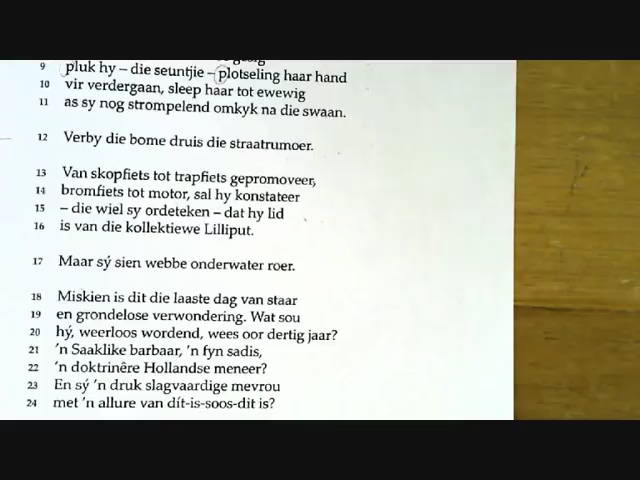 9 pluk hy – die seuntjie – plotseling haar hand
10 vir verdergaan, sleep haar tot ewewig
11 as sy nog strompelend omkyk na die swaan.
12 Verby die bome druis die straatrumoer.
13 Van skopfiets tot trapfiets gepromoveer,
14 bromfiets tot motor, sal hy konstateer
15 – die wiel sy ordeteken – dat hy lid
16 is van die kollektiewe Lilliput.
17 Maar sý sien webbe onderwater roer.
18 Miskien is dit die laaste dag van staar
19 en grondelose verwondering. Wat sou
20 hý, weerloos wordend, wees oor dertig jaar?
21 'n Saaklike barbaar, 'n fyn sadis,
22 'n doktrinêre Hollandse meneer?
23 En sý 'n druk slagvaardige mevrou
24 met 'n allure van dít-is-soos-dit is?